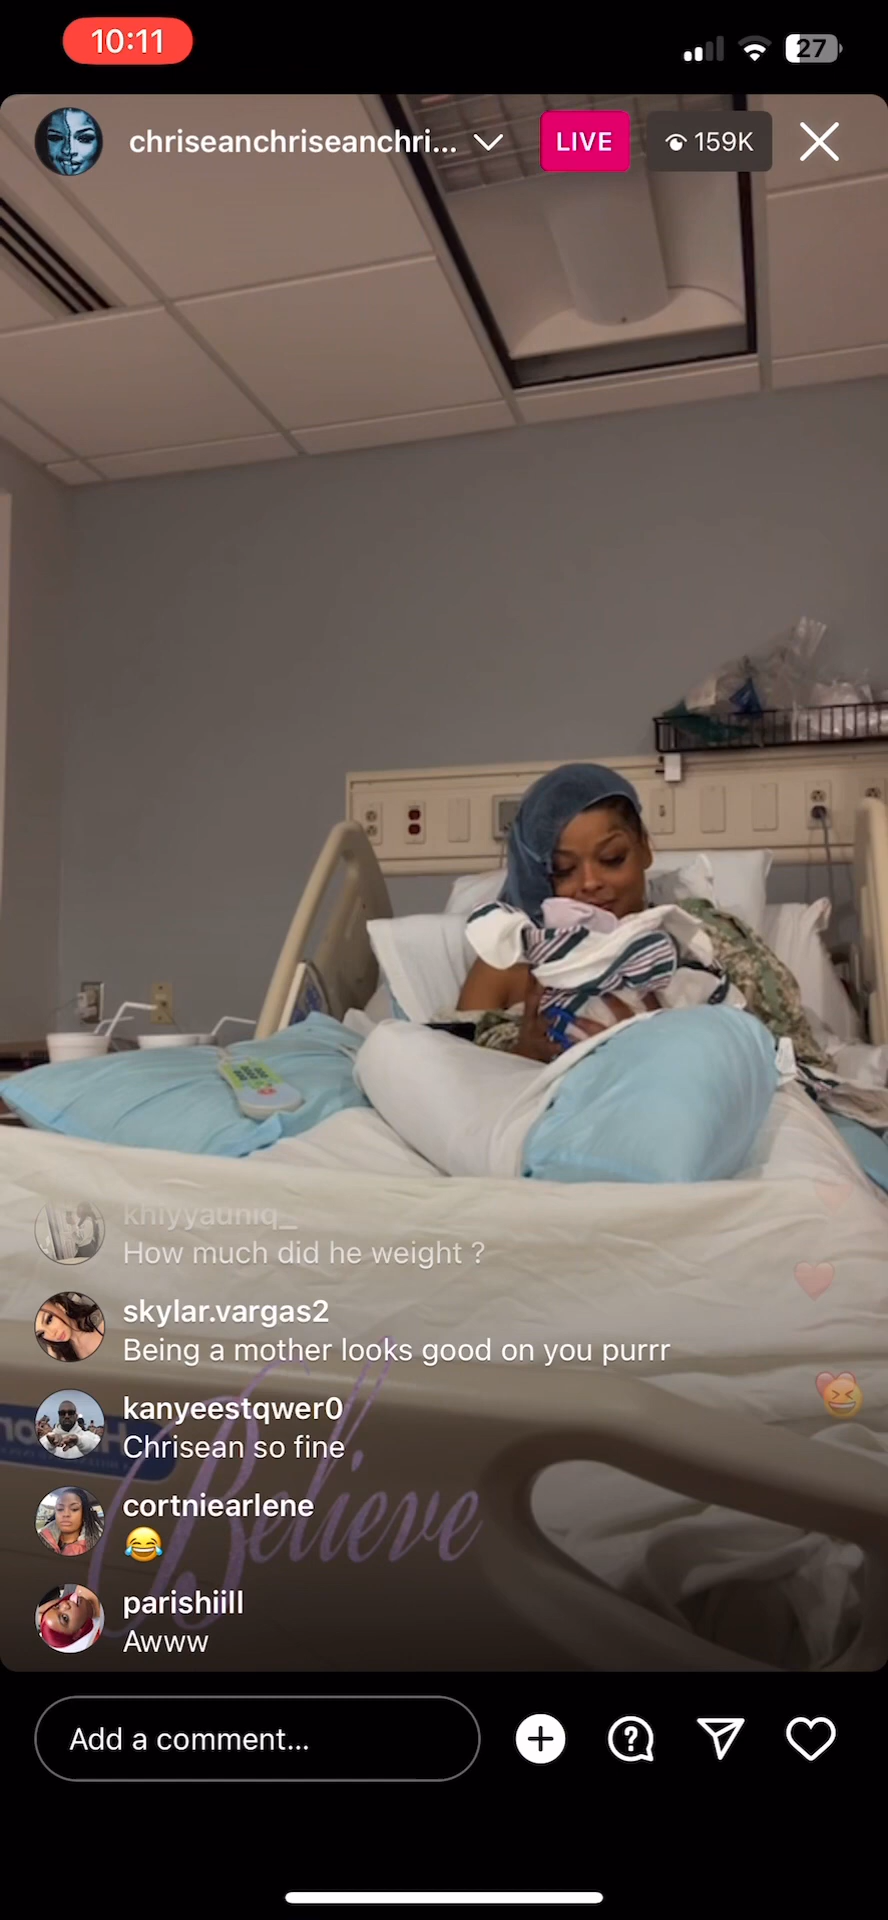 10:11
27
chriseanchriseanchri...
LIVE
159K
khiyyauniq_
How much did he weight ?
skylar.vargas2
Being a mother looks good on you purrr
kanyeestqwer0
Chrisean so fine
cortniearlene
😂
Believe
parishiill
Awww
Add a comment...